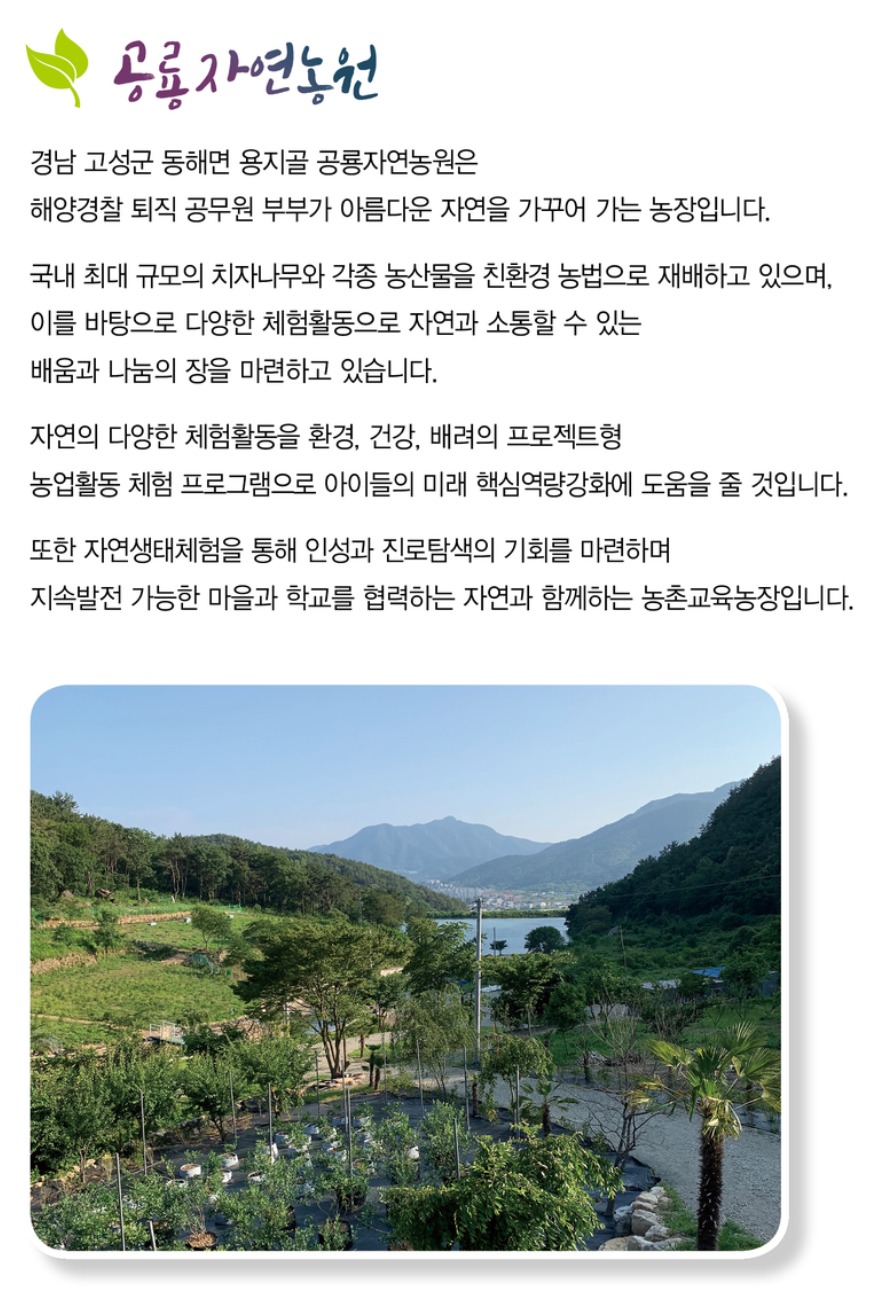 공룡자연농원
경남 고성군 동해면 용지골 공룡자연농원은
해양경찰 퇴직 공무원 부부가 아름다운 자연을 가꾸어 가는 농장입니다.
국내 최대 규모의 치자나무와 각종 농산물을 친환경 농법으로 재배하고 있으며,
이를 바탕으로 다양한 체험활동으로 자연과 소통할 수 있는
배움과 나눔의 장을 마련하고 있습니다.
자연의 다양한 체험활동을 환경, 건강, 배려의 프로젝트형
농업활동 체험 프로그램으로 아이들의 미래 핵심역량강화에 도움을 줄 것입니다.
또한 자연생태체험을 통해 인성과 진로탐색의 기회를 마련하며
지속발전 가능한 마을과 학교를 협력하는 자연과 함께하는 농촌교육농장입니다.